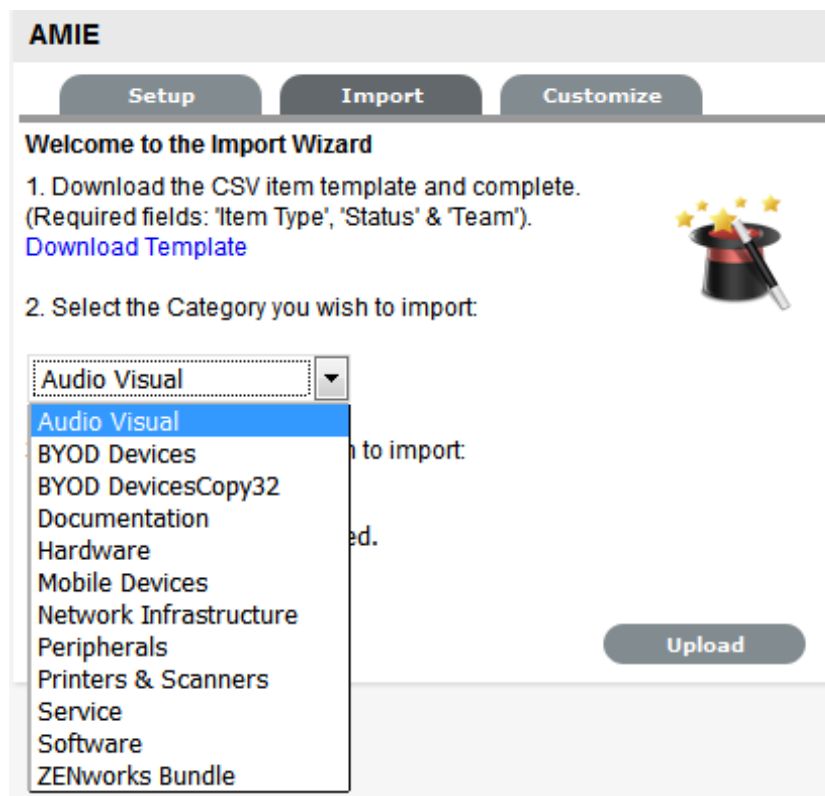 AMIE
Setup
Import
Customize
Welcome to the Import Wizard
1. Download the CSV item template and complete.
(Required fields: 'Item Type', 'Status' & 'Team').
Download Template
2. Select the Category you wish to import:
Audio Visual
Audio Visual
BYOD Devices
to import:
BYOD DevicesCopy32
Documentation
Hardware
Mobile Devices
Network Infrastructure
Peripherals
Upload
Printers & Scanners
Service
Software
ZENworks Bundle